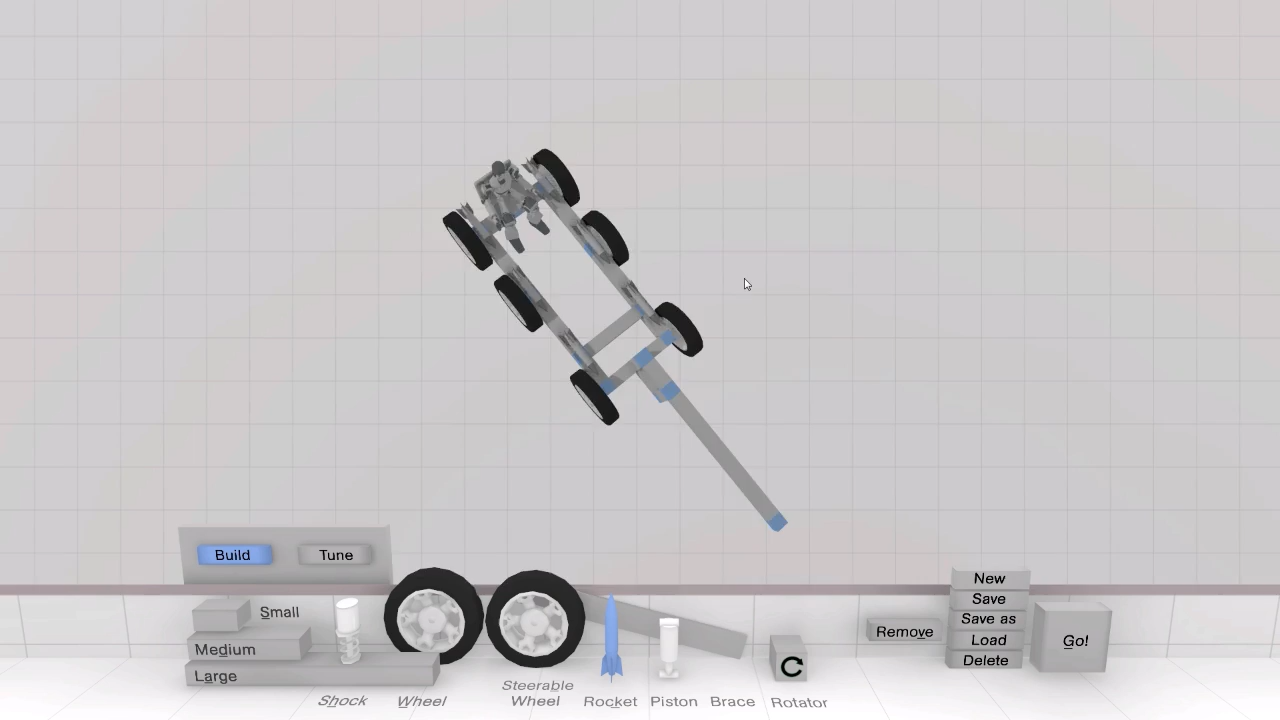 Build
Tune
Small
Medium
Large
Shock
Wheel
Steerable
Wheel
Rocket
Piston
Brace
Rotator
Remove
New
Save
Save as
Load
Delete
Go!